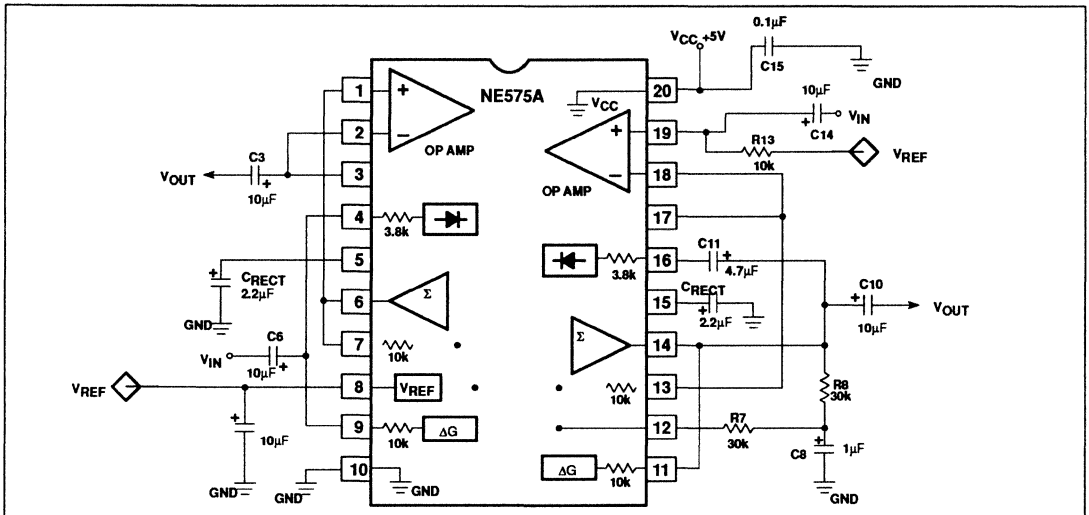 NE575A
1
+
2
−
OP AMP
3
C3
+
10μF
VOUT
4
3.8k
5
+
CRECT
2.2μF
GND
6
Σ
7
10k
VIN
C6
10μF
+
8
VREF
VREF
+
10μF
GND
9
10k
ΔG
10
GND
GND
VCC +5V
0.1μF
C15
GND
20
VCC
19
+
−
OP AMP
10μF
+
C14
VIN
R13
10k
VREF
18
17
16
3.8k
C11
+
4.7μF
15
CRECT
+
2.2μF
C10
+
10μF
VOUT
14
Σ
13
10k
R8
30k
12
R7
30k
+
C8
1μF
GND
11
ΔG
10k